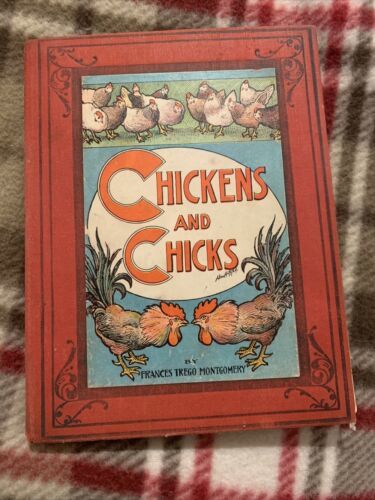 CHICKENS
AND
CHICKS
BY
FRANCES TREGO MONTGOMERY